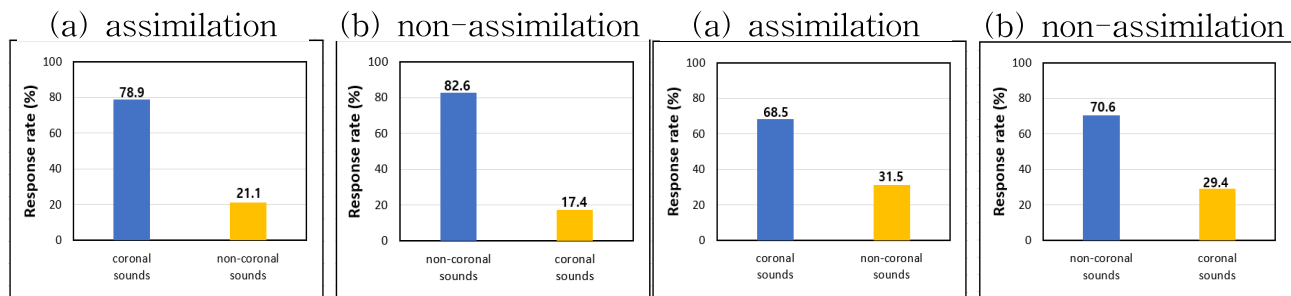 (a) assimilation
Response rate (%)
100
80
60
40
20
0
78.9
21.1
coronal
sounds
non-coronal
sounds
(b) non-assimilation
Response rate (%)
100
80
60
40
20
0
82.6
17.4
non-coronal
sounds
coronal
sounds
(a) assimilation
Response rate (%)
100
80
60
40
20
0
68.5
31.5
coronal
sounds
non-coronal
sounds
(b) non-assimilation
Response rate (%)
100
80
60
40
20
0
70.6
29.4
non-coronal
sounds
coronal
sounds